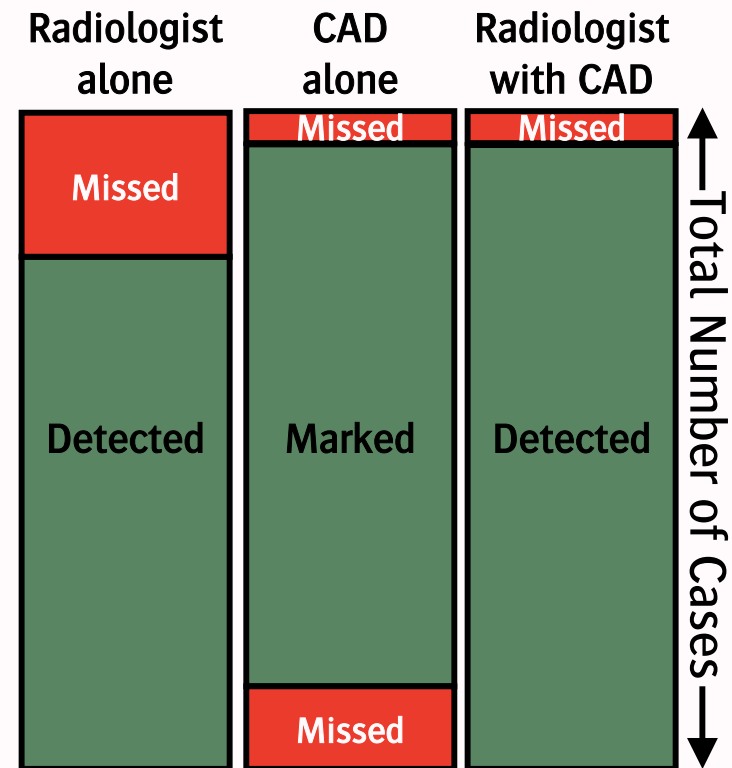 Radiologist
alone
CAD
alone
Radiologist
with CAD
Missed
Detected
Missed
Marked
Missed
Missed
Detected
Total Number of Cases